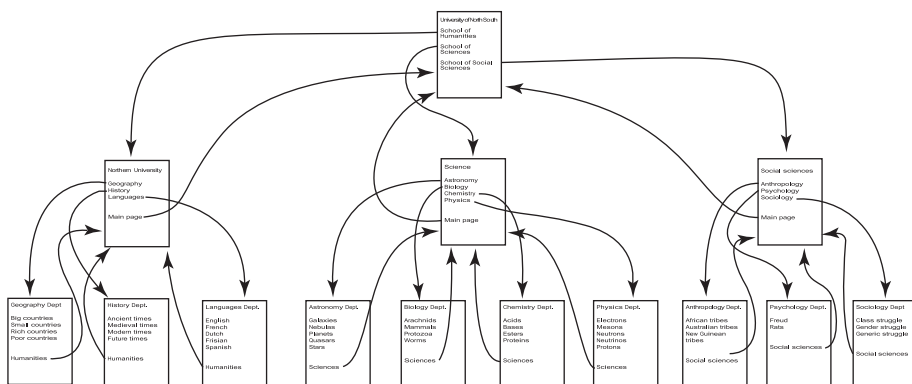 University of North South
School of
Humanities
School of
Sciences
School of Social
Sciences
Northern University
Geography
History
Languages
Main page
Science
Astronomy
Biology
Chemistry
Physics
Main page
Social sciences
Anthropology
Psychology
Sociology
Main page
Geography Dept
Big countries
Small countries
Rich countries
Poor countries
Humanities
History Dept.
Ancient times
Medieval times
Modern times
Future times
Humanities
Languages Dept.
English
French
Dutch
Frisian
Spanish
Humanities
Astronomy Dept.
Galaxies
Nebulas
Planets
Quasars
Stars
Sciences
Biology Dept.
Arachnids
Mammals
Protozoa
Worms
Sciences
Chemistry Dept.
Acids
Bases
Esters
Proteins
Sciences
Physics Dept.
Electrons
Mesons
Neutrons
Neutrinos
Protons
Sciences
Anthropology Dept.
African tribes
Australian tribes
New Guinean
tribes
Social sciences
Psychology Dept.
Freud
Rats
Social sciences
Sociology Dept
Class struggle
Gender struggle
Generic struggle
Social sciences